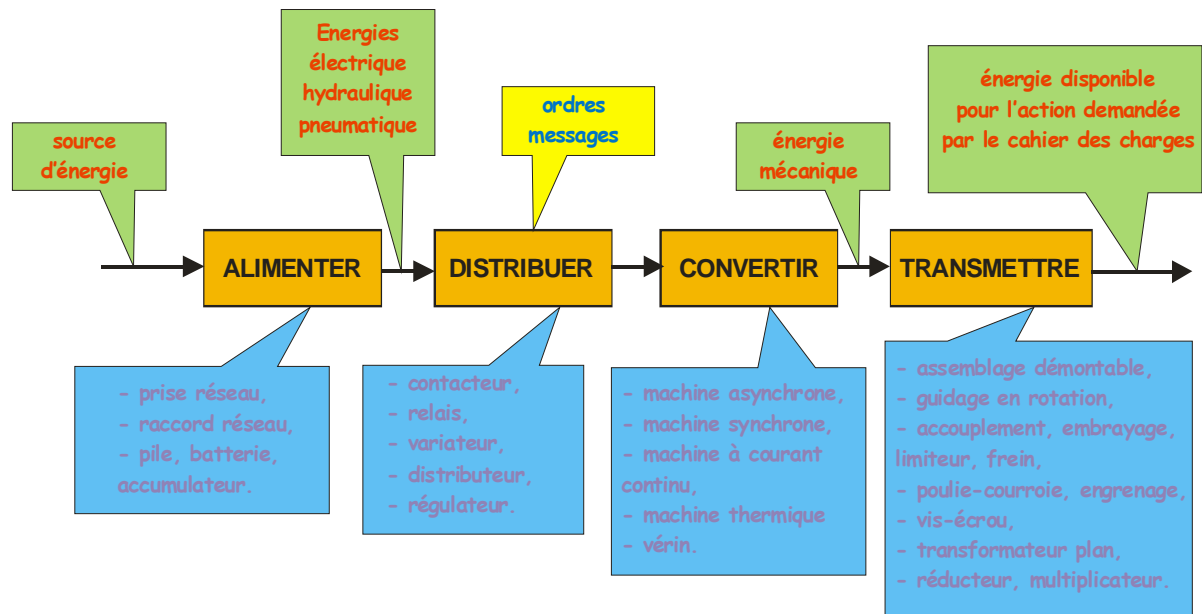 source
d'énergie
Energies
électrique
hydraulique
pneumatique
ordres
messages
énergie
mécanique
énergie disponible
pour l'action demandée
par le cahier des charges
ALIMENTER
DISTRIBUER
CONVERTIR
TRANSMETTRE
- prise réseau,
- raccord réseau,
- pile, batterie,
accumulateur.
- contacteur,
- relais,
- variateur,
- distributeur,
- régulateur.
- machine asynchrone,
- machine synchrone,
- machine à courant
continu,
- machine thermique
- vérin.
- assemblage démontable,
- guidage en rotation,
- accouplement, embrayage,
limiteur, frein,
- poulie-courroie, engrenage,
- vis-écrou,
- transformateur plan,
- réducteur, multiplicateur.